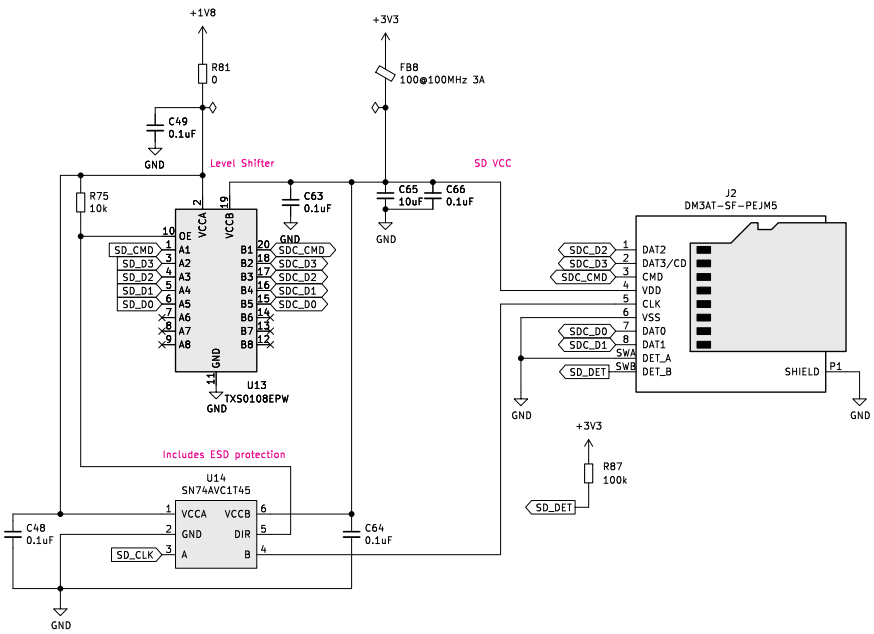 +1V8
+3V3
R81
0
FB8
100@100MHz 3A
C49
0.1uF
GND
Level Shifter
SD VCC
R75
10k
C63
0.1uF
GND
C65
10uF
C66
0.1uF
GND
2
19
VCCA
VCCB
10 OE
SD_CMD 1 A1 B1 20 SDC_CMD
SD_D3 3 A2 B2 18 SDC_D3
SD_D2 4 A3 B3 17 SDC_D2
SD_D1 5 A4 B4 16 SDC_D1
SD_D0 6 A5 B5 15 SDC_D0
7 A6 B6 14
8 A7 B7 13
9 A8 B8 12
GND
11
GND
U13
TXS0108EPW
J2
DM3AT-SF-PEJM5
SDC_D2 1 DAT2
SDC_D3 2 DAT3/CD
SDC_CMD 3 CMD
4 VDD
5 CLK
6 VSS
SDC_D0 7 DAT0
SDC_D1 8 DAT1
SWA DET_A
SD_DET SWB DET_B
SHIELD P1
GND
GND
+3V3
R87
100k
SD_DET
Includes ESD protection
U14
SN74AVC1T45
1 VCCA VCCB 6
2 GND DIR 5
SD_CLK 3 A B 4
C48
0.1uF
C64
0.1uF
GND